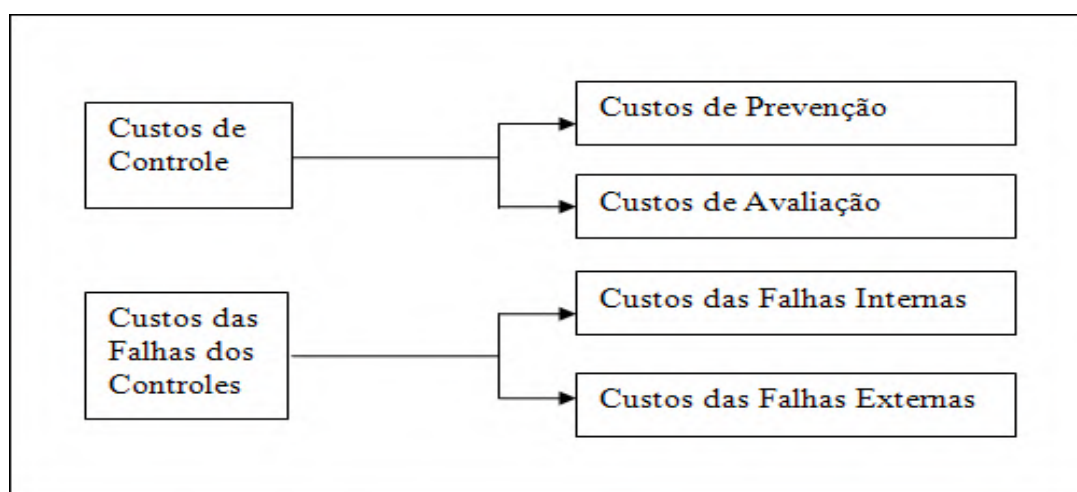 Custos de
Controle
Custos de Prevenção
Custos de Avaliação
Custos das
Falhas dos
Controles
Custos das Falhas Internas
Custos das Falhas Externas